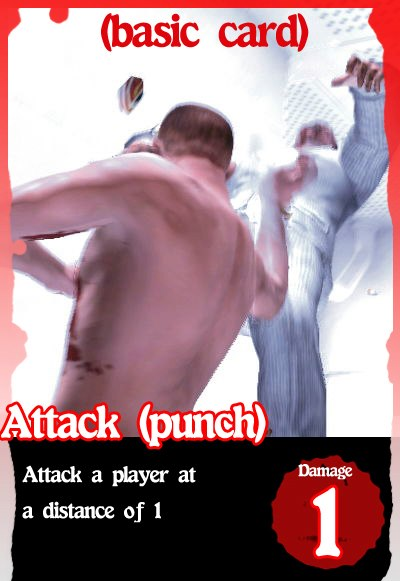 (basic card)
Attack (punch)
Attack a player at
a distance of 1
Damage
1